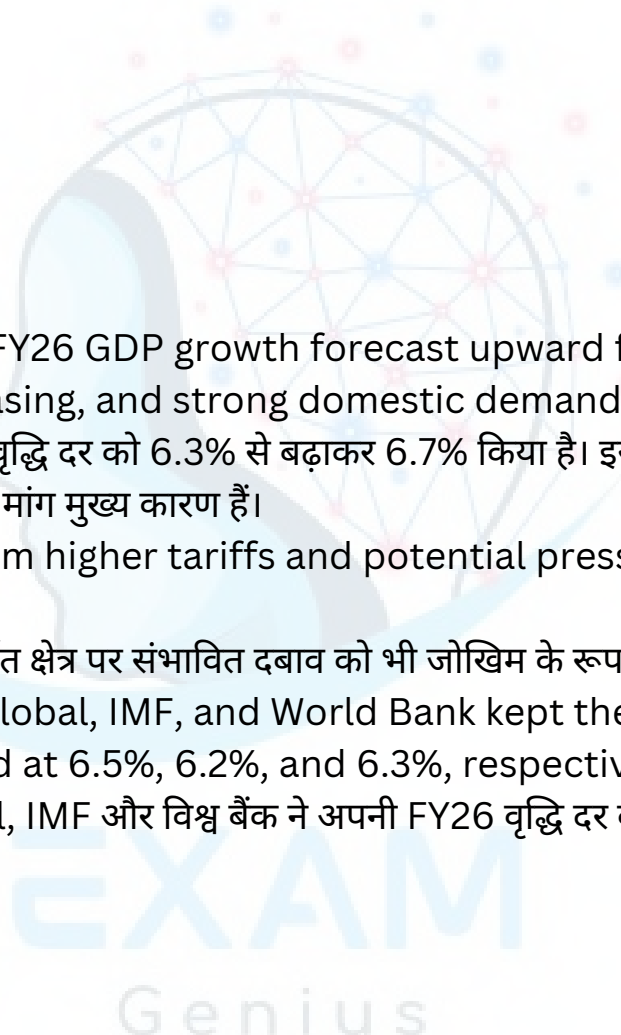 FY26 GDP growth forecast upward f
asing, and strong domestic demand
वृद्धि दर को 6.3% से बढ़ाकर 6.7% किया है। इ
मांग मुख्य कारण हैं।
m higher tariffs and potential press
त क्षेत्र पर संभावित दबाव को भी जोखिम के रूप
lobal, IMF, and World Bank kept the
d at 6.5%, 6.2%, and 6.3%, respectiv
l, IMF और विश्व बैंक ने अपनी FY26 वृद्धि दर
EXAM
Genius